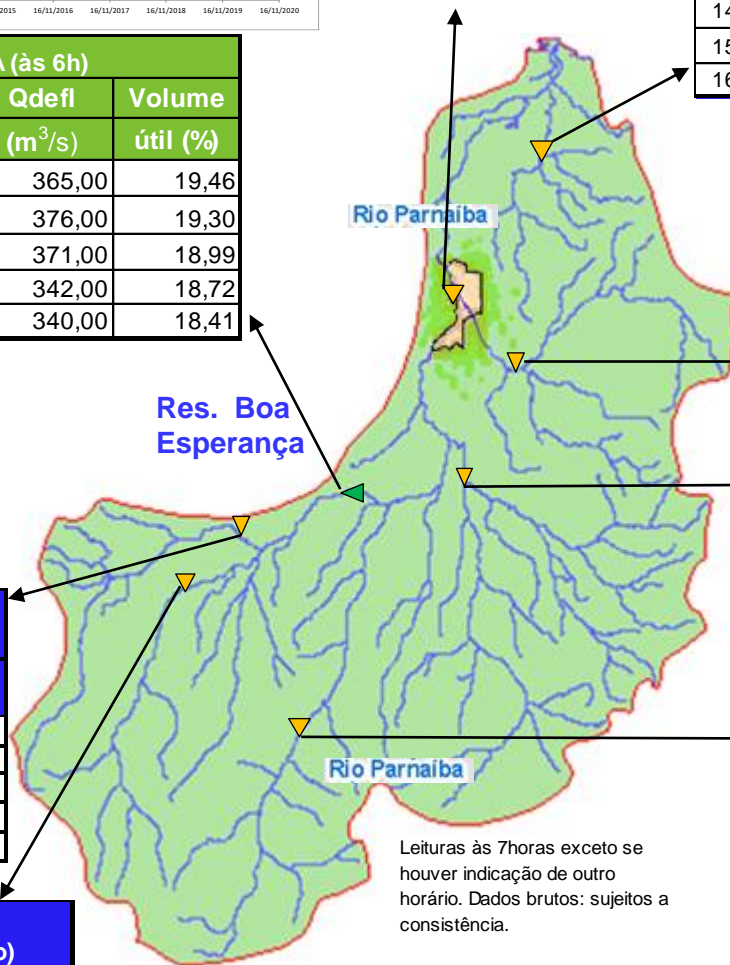 2015 16/11/2016 16/11/2017 16/11/2018 16/11/2019 16/11/2020
14
15
16
A (às 6h)
Qdefl Volume
(m³/s) útil (%)
365,00 19,46
376,00 19,30
371,00 18,99
342,00 18,72
340,00 18,41
Rio Parnaíba
Res. Boa
Esperança
Rio Parnaíba
Leituras às 7horas exceto se
houver indicação de outro
horário. Dados brutos: sujeitos a
consistência.